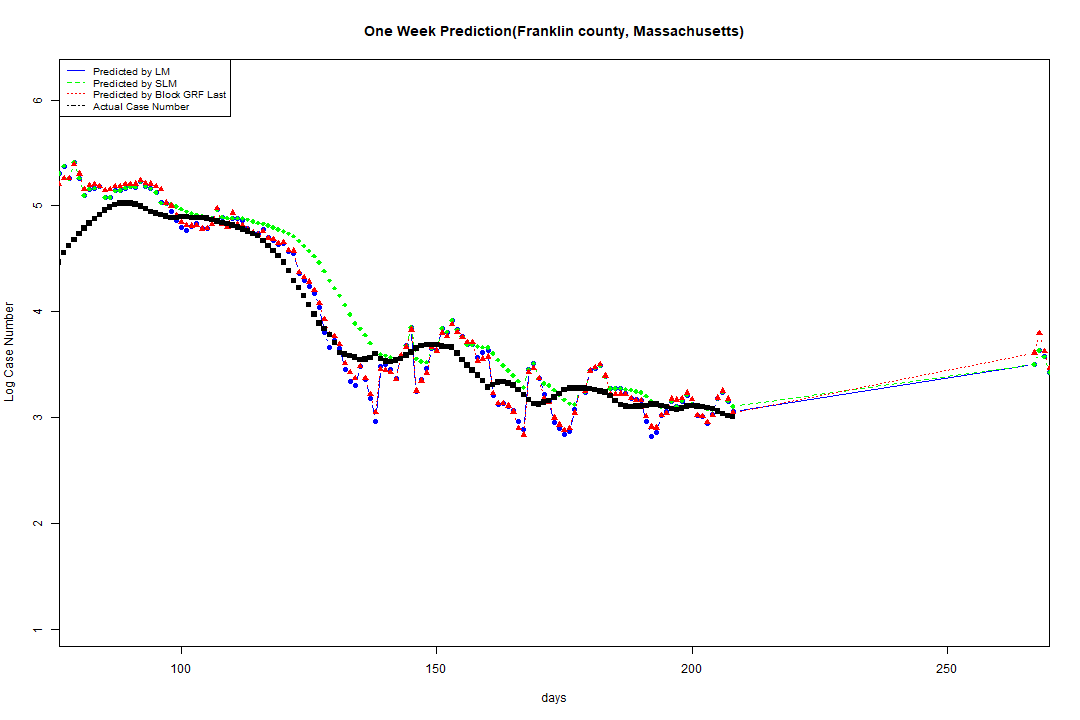 One Week Prediction(Franklin county, Massachusetts)
Predicted by LM
Predicted by SLM
Predicted by Block GRF Last
Actual Case Number
6
5
4
3
2
1
Log Case Number
100
150
200
250
days